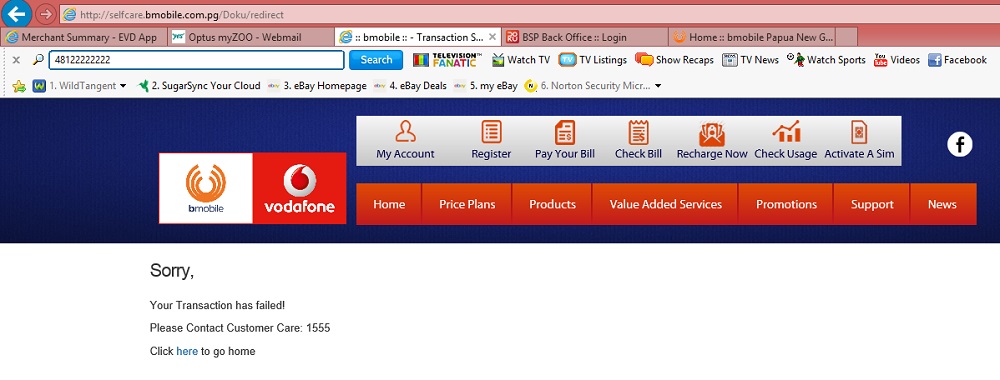 http://selfcare.bmobile.com.pg/Doku/redirect
Merchant Summary - EVD App
Optus myZOO - Webmail
:: bmobile :: - Transaction S...
BSP Back Office :: Login
Home :: bmobile Papua New G...
x 48122222222 Search TELEVISION FANATIC Watch TV TV Listings Show Recaps TV News Watch Sports You Tube Videos Facebook
1. WildTangent 2. SugarSync Your Cloud 3. eBay Homepage 4. eBay Deals 5. my eBay 6. Norton Security Micr...
My Account Register Pay Your Bill Check Bill Recharge Now Check Usage Activate A Sim
bmobile vodafone
Home Price Plans Products Value Added Services Promotions Support News
Sorry,
Your Transaction has failed!
Please Contact Customer Care: 1555
Click here to go home